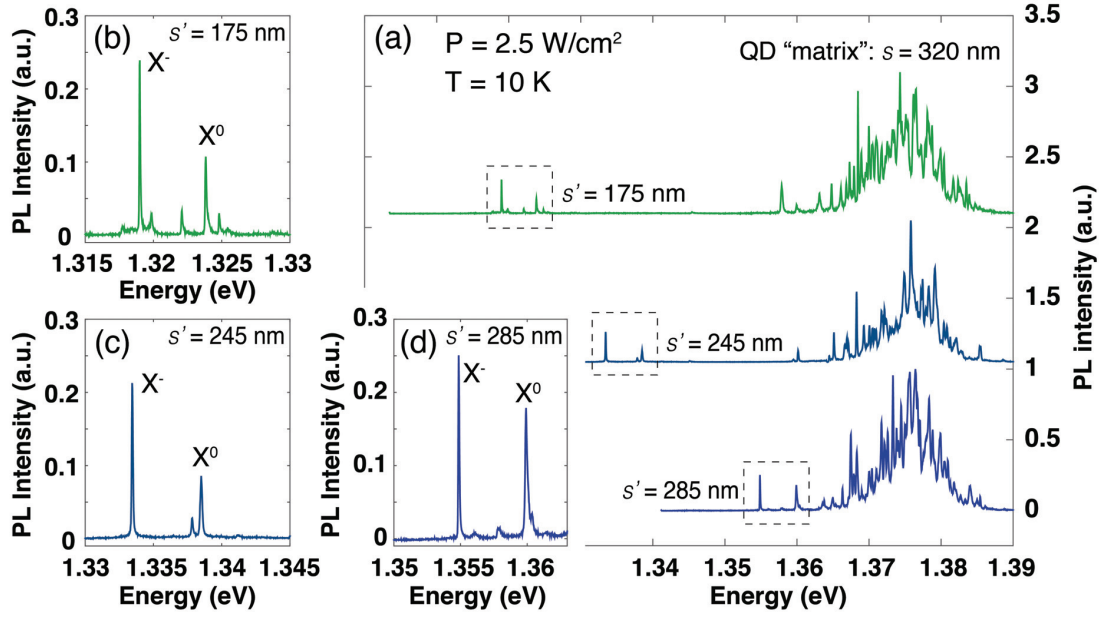 (b)
s' = 175 nm
X-
X0
0.3
0.2
0.1
0
PL Intensity (a.u.)
1.315 1.32 1.325 1.33
Energy (eV)
(a)
P = 2.5 W/cm2
T = 10 K
QD “matrix”: s = 320 nm
s' = 175 nm
s' = 245 nm
s' = 285 nm
3.5
3
2.5
2
1.5
1
0.5
0
PL intensity (a.u.)
1.34 1.35 1.36 1.37 1.38 1.39
Energy (eV)
(c)
s' = 245 nm
X-
X0
0.3
0.2
0.1
0
PL Intensity (a.u.)
1.33 1.335 1.34 1.345
Energy (eV)
(d)
s' = 285 nm
X-
X0
0.3
0.2
0.1
0
PL Intensity (a.u.)
1.35 1.355 1.36
Energy (eV)